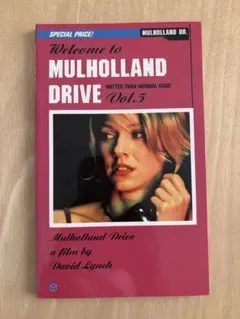 SPECIAL PRICE!
MULHOLLAND DR.
Welcome to
MULHOLLAND
DRIVE
HOTTER THAN NORMAL ISSUE
Vol.5
Mulholland Drive
a film by
David Lynch